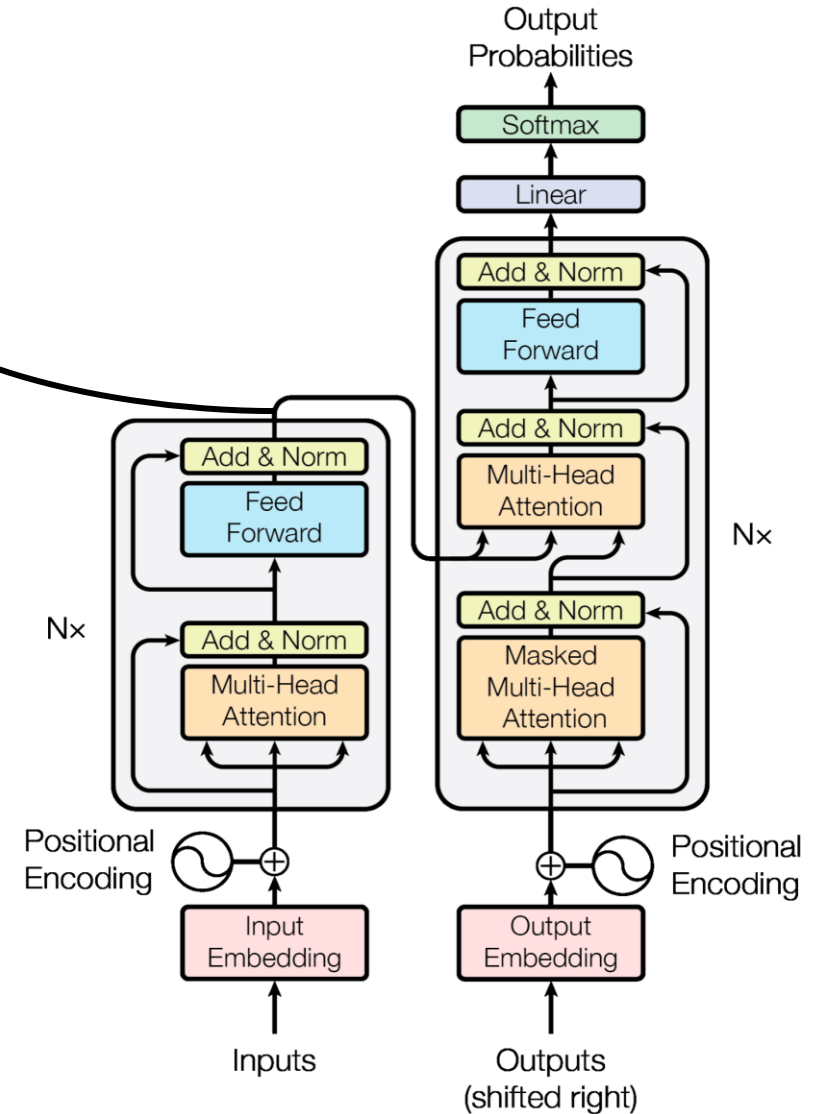 Output
Probabilities
Softmax
Linear
Add & Norm
Feed
Forward
Add & Norm
Multi-Head
Attention
Add & Norm
Masked
Multi-Head
Attention
N×
Add & Norm
Feed
Forward
Add & Norm
Multi-Head
Attention
N×
Positional
Encoding
Positional
Encoding
Input
Embedding
Output
Embedding
Inputs
Outputs
(shifted right)